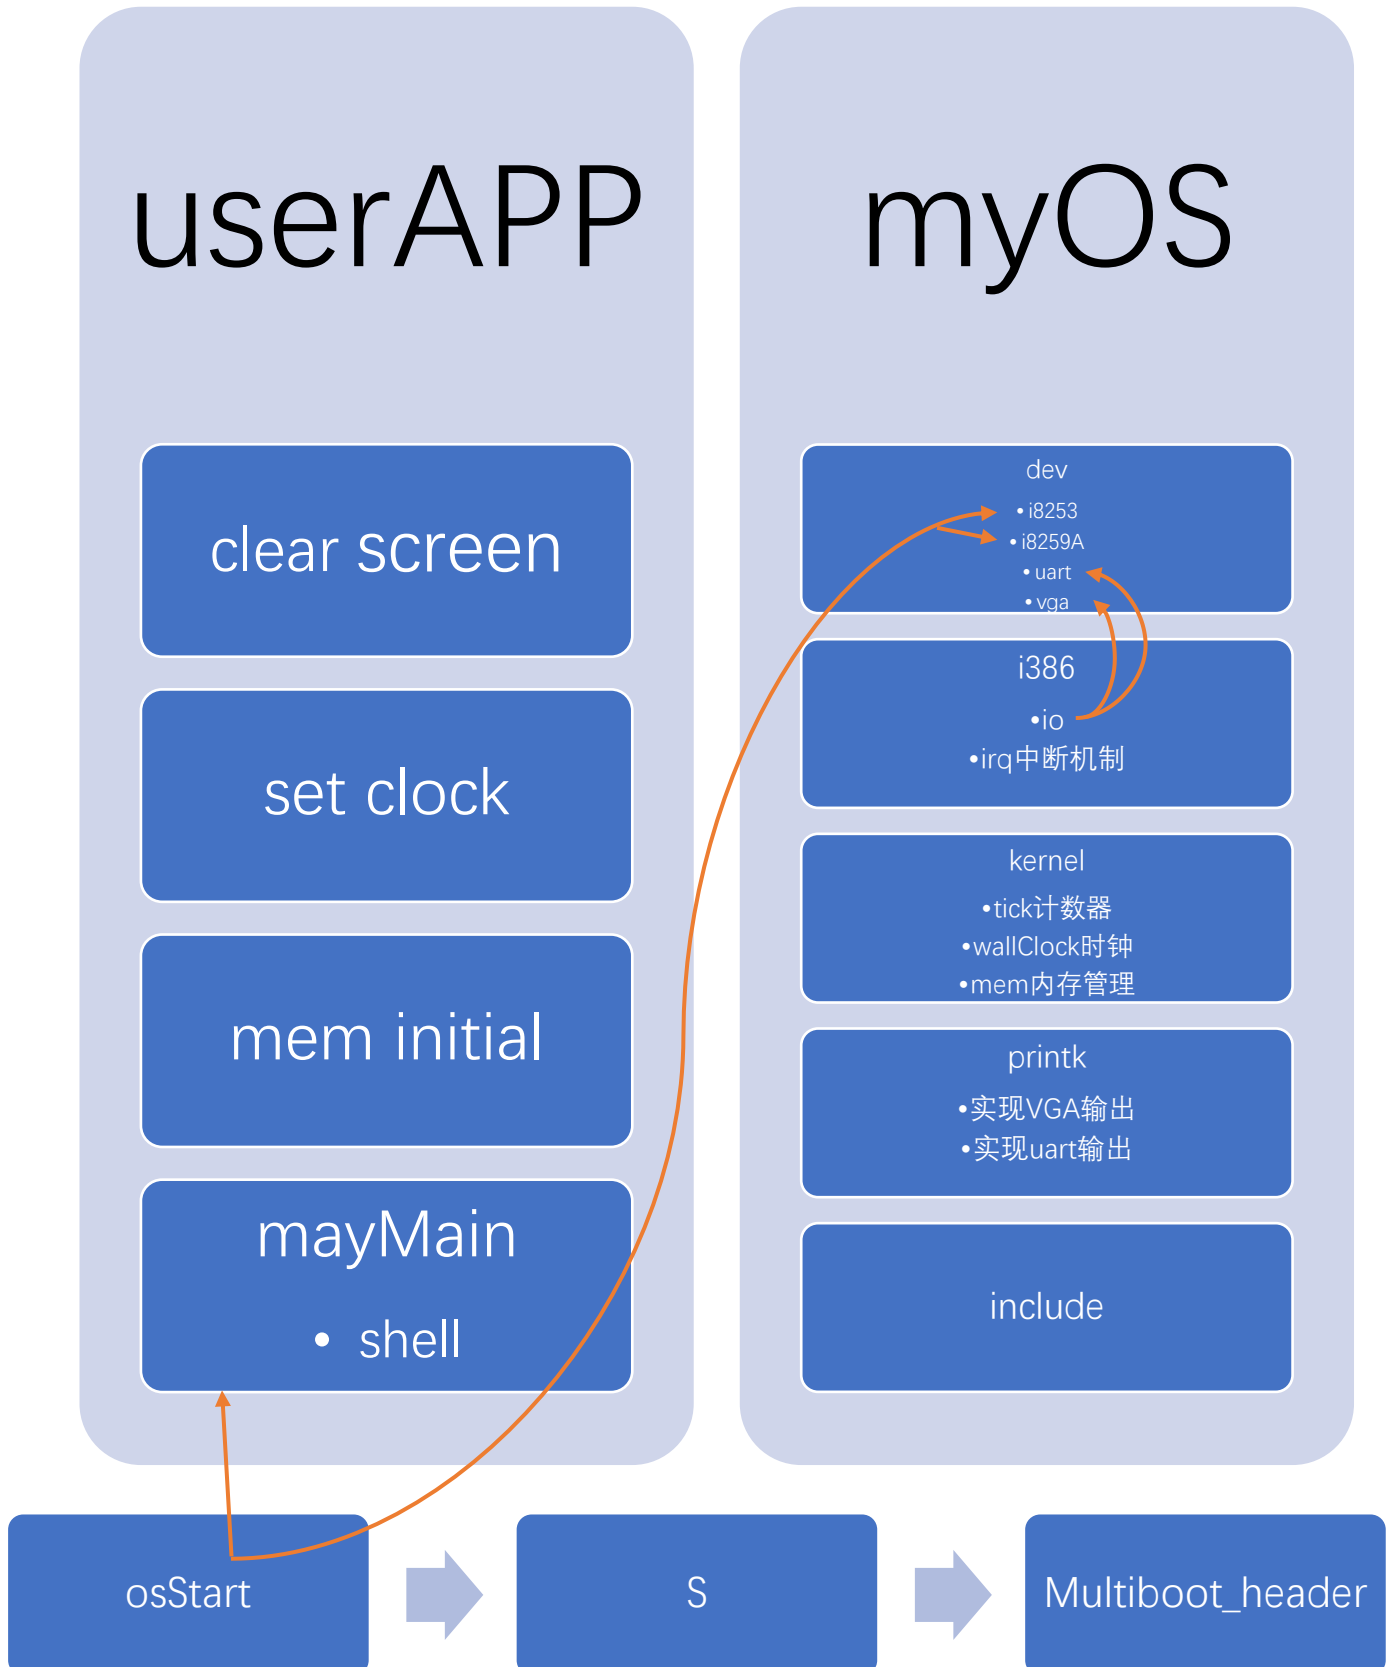 userAPP
clear screen
set clock
mem initial
mayMain
• shell
myOS
dev
• i8253
• i8259A
• uart
• vga
i386
•io
•irq中断机制
kernel
•tick计数器
•wallClock时钟
•mem内存管理
printk
•实现VGA输出
•实现uart输出
include
osStart
S
Multiboot_header